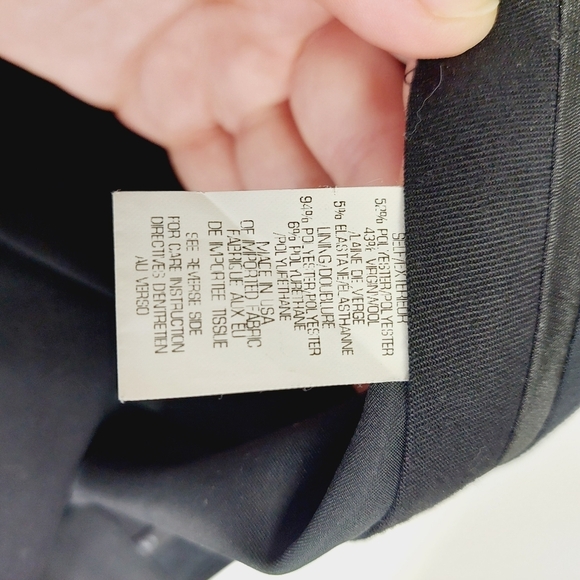 SELF/EXTERIEUR
52% POLYESTER/POLYESTER
43% VIRGIN WOOL
/LAINE DE VERGE
5% ELASTANE/ELASTHANNE
LINING/DOUBLURE
94% POLYESTER/POLYESTER
6% POLYURETHANE
/POLYURETHANE
MADE IN USA
OF IMPORTED FABRIC
FABRIQUE AUX EU
DE IMPORTEE TISSUE
SEE REVERSE SIDE
FOR CARE INSTRUCTION
DIRECTIVES D'ENTRETIEN
AU VERSO